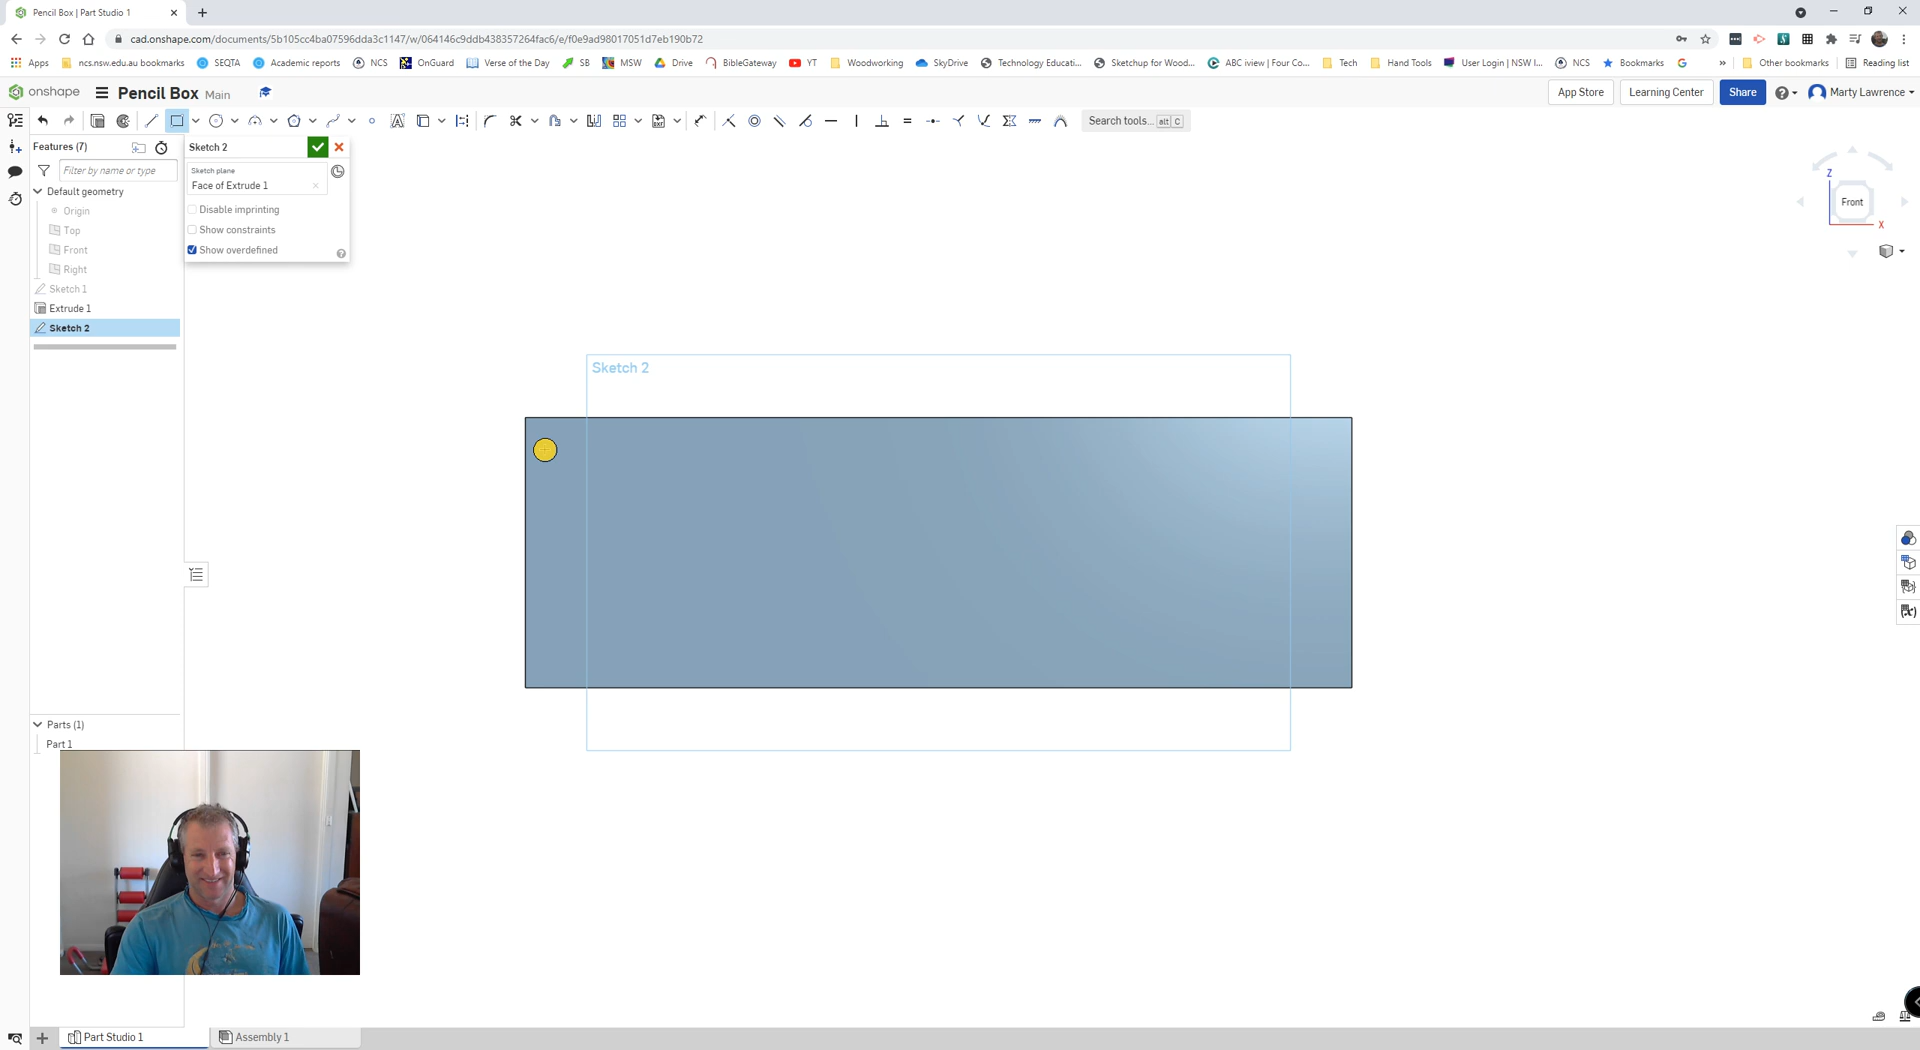 Pencil Box | Part Studio 1
cad.onshape.com/documents/5b105cc4ba07596dda3c1147/w/064146c9ddb438357264fac6/e/f0e9ad98017051d7eb190b72
Apps ncs.nsw.edu.au bookmarks SEQTA Academic reports NCS OnGuard Verse of the Day SB MSW Drive BibleGateway YT Woodworking SkyDrive Technology Educati... Sketchup for Wood... ABC iview | Four Co... Tech Hand Tools User Login | NSW I... NCS Bookmarks Other bookmarks Reading list
onshape Pencil Box Main App Store Learning Center Share Marty Lawrence
Search tools... alt C
Features (7)
Filter by name or type
Default geometry
Origin
Top
Front
Right
Sketch 1
Extrude 1
Sketch 2
Sketch 2
Sketch plane
Face of Extrude 1
Disable imprinting
Show constraints
Show overdefined
Z
Front
X
Sketch 2
Parts (1)
Part 1
Part Studio 1 Assembly 1